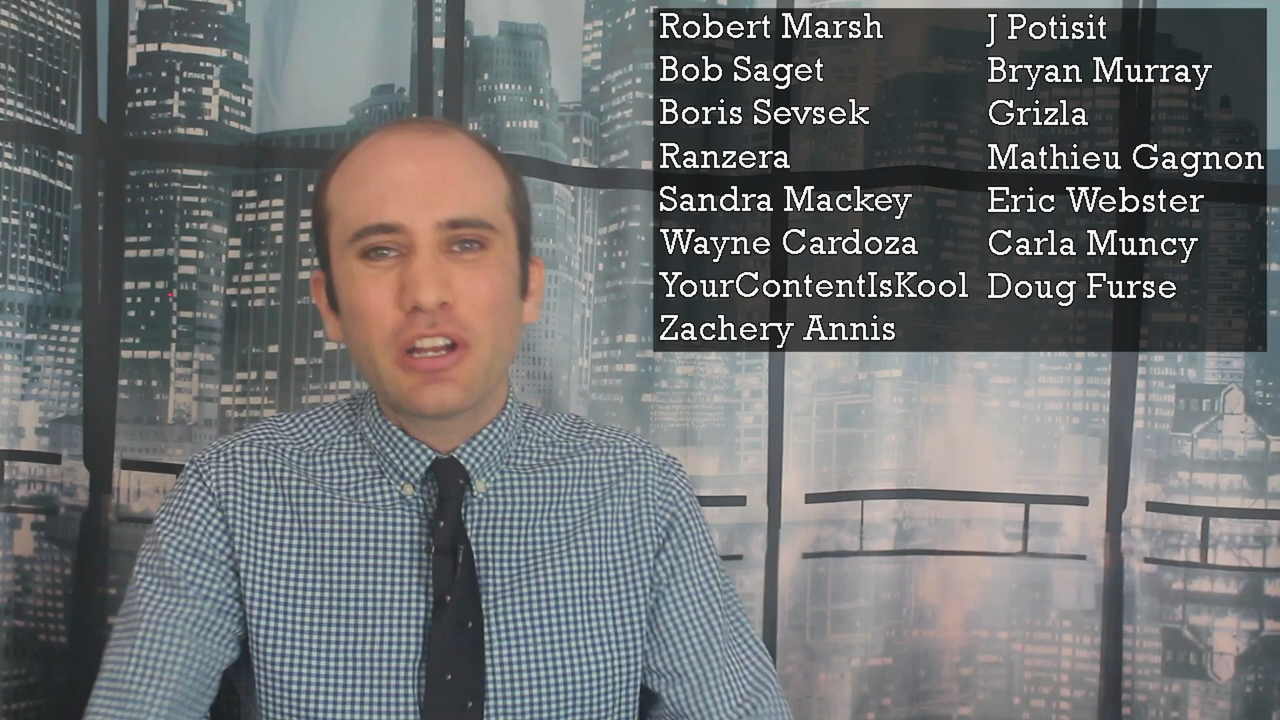 Robert Marsh
Bob Saget
Boris Sevsek
Ranzera
Sandra Mackey
Wayne Cardoza
YourContentIsKool
Zachery Annis
J Potisit
Bryan Murray
Grizla
Mathieu Gagnon
Eric Webster
Carla Muncy
Doug Furse